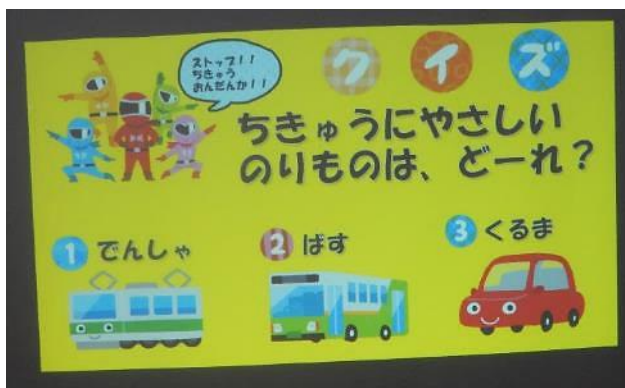 ストップ!!
ちきゅう
おんだんか!!
クイズ
ちきゅうにやさしい
のりものは、どーれ?
1 でんしゃ
2 ばす
3 くるま